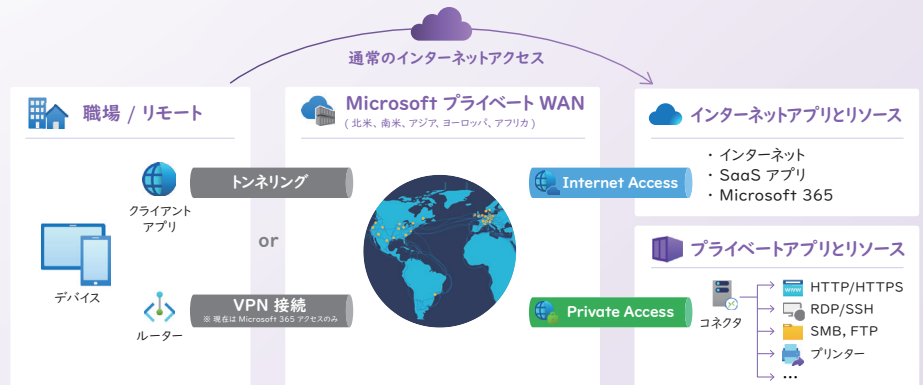 通常のインターネットアクセス
職場 / リモート
クライアント
アプリ
デバイス
ルーター
トンネリング
or
VPN 接続
※ 現在は Microsoft 365 アクセスのみ
Microsoft プライベート WAN
( 北米、南米、アジア、ヨーロッパ、アフリカ )
Internet Access
Private Access
インターネットアプリとリソース
・ インターネット
・ SaaS アプリ
・ Microsoft 365
プライベートアプリとリソース
コネクタ
WWW
HTTP/HTTPS
RDP/SSH
SMB, FTP
プリンター
…